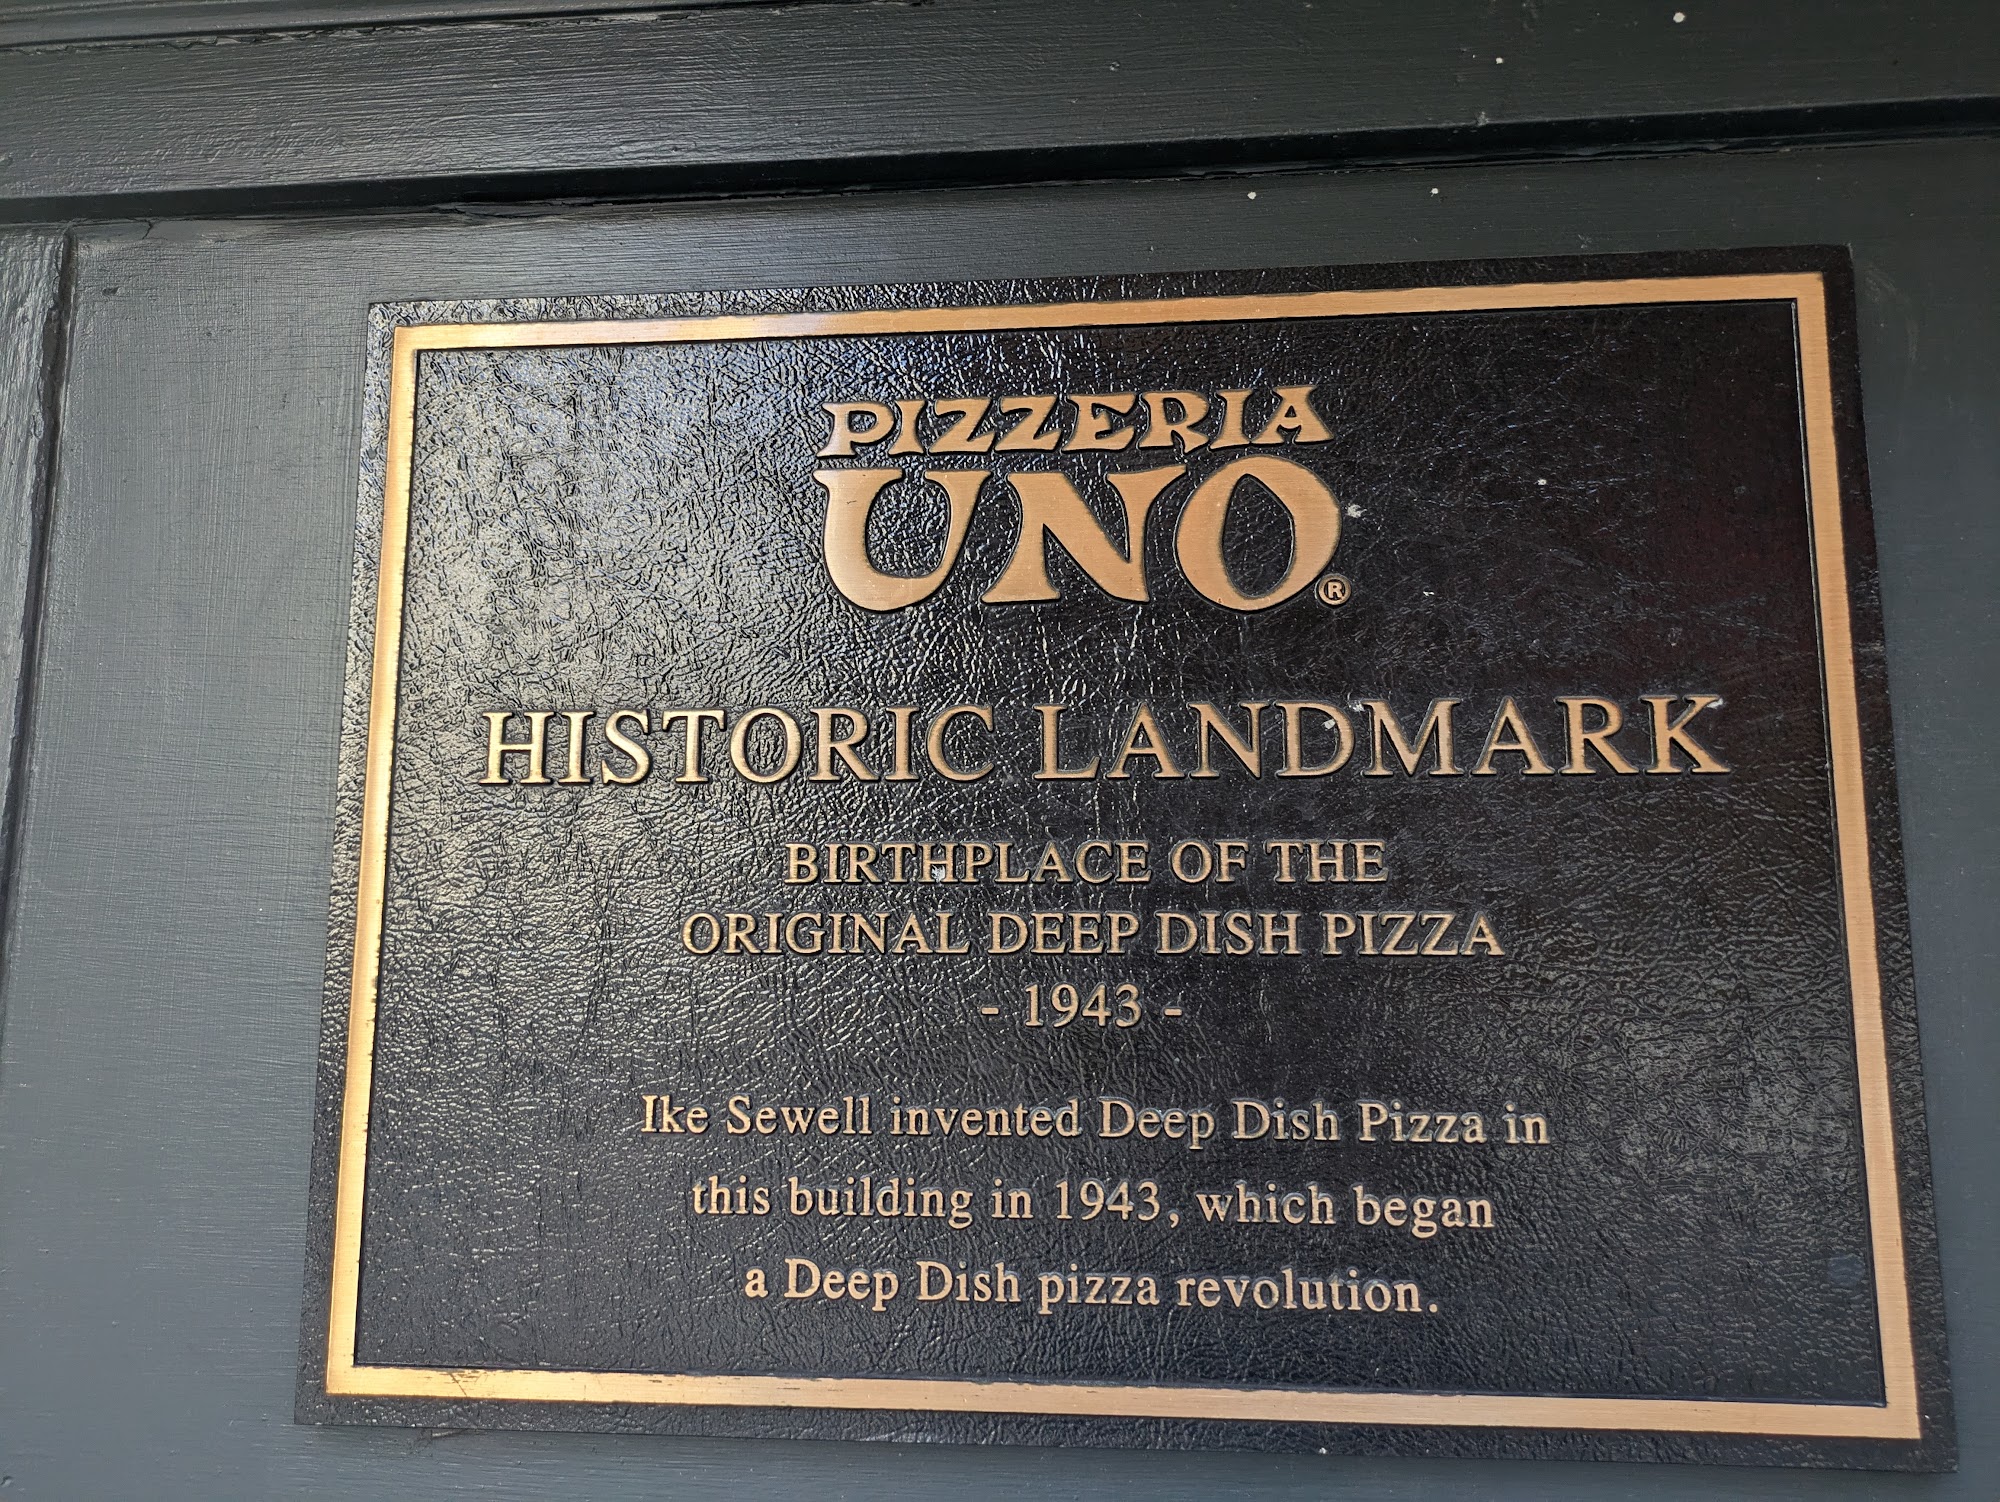 PIZZERIA
UNO®
HISTORIC LANDMARK
BIRTHPLACE OF THE
ORIGINAL DEEP DISH PIZZA
- 1943 -
Ike Sewell invented Deep Dish Pizza in
this building in 1943, which began
a Deep Dish pizza revolution.